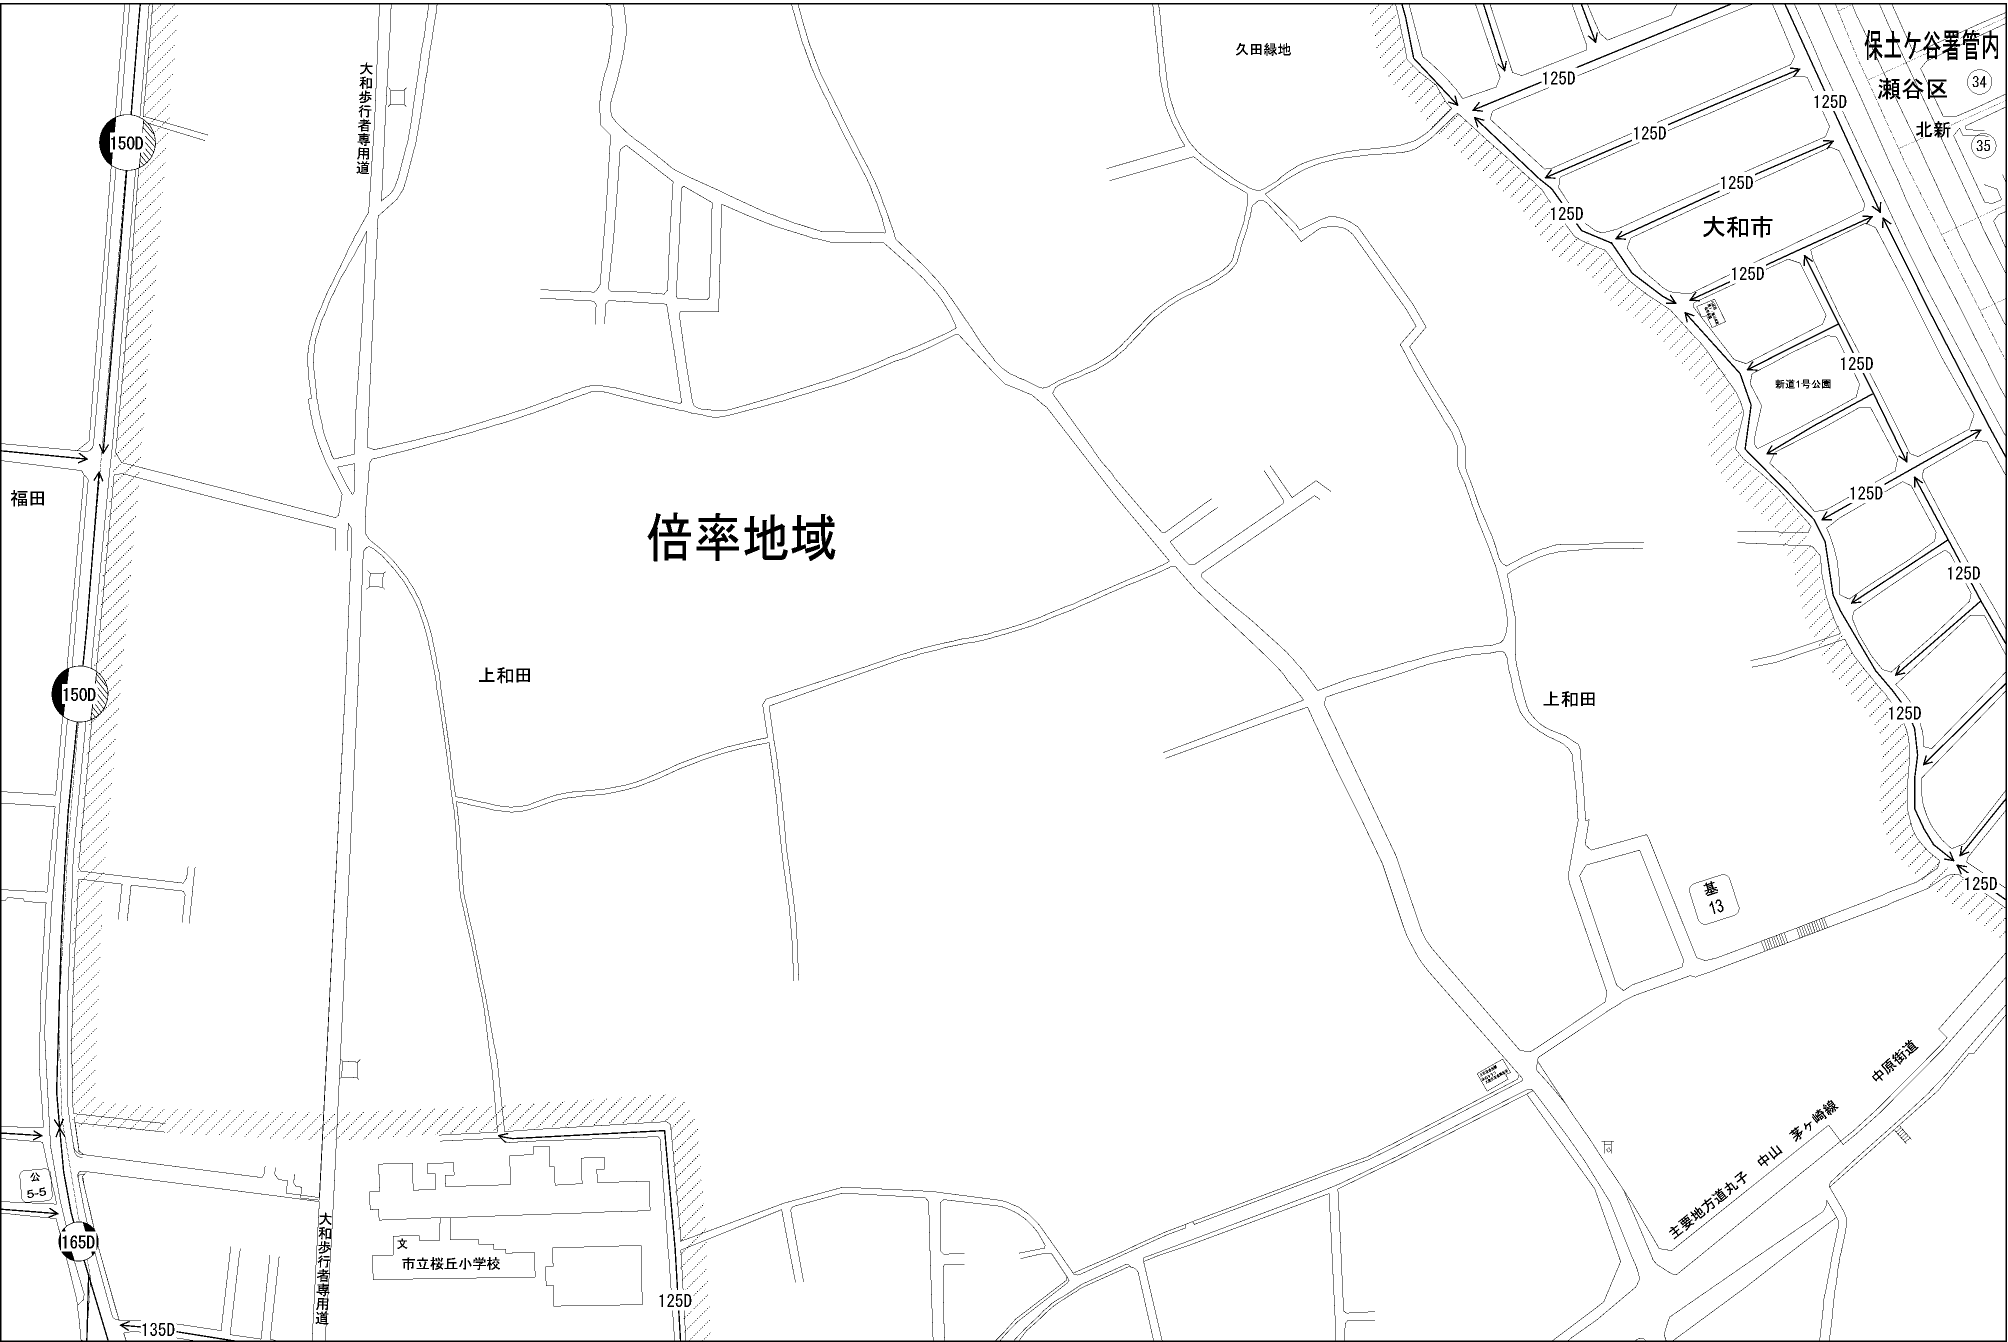 久田緑地
保土ケ谷署管内
瀬谷区
34
北新
35
大和歩行者専用道
125D
125D
125D
150D
125D
125D
大和市
125D
125D
新道1号公園
福田
125D
倍率地域
125D
上和田
150D
上和田
125D
基
13
125D
中原街道
主要地方道丸子 中山 茅ヶ崎線
公
5-5
165D
大和歩行者専用道
文
市立桜丘小学校
125D
135D